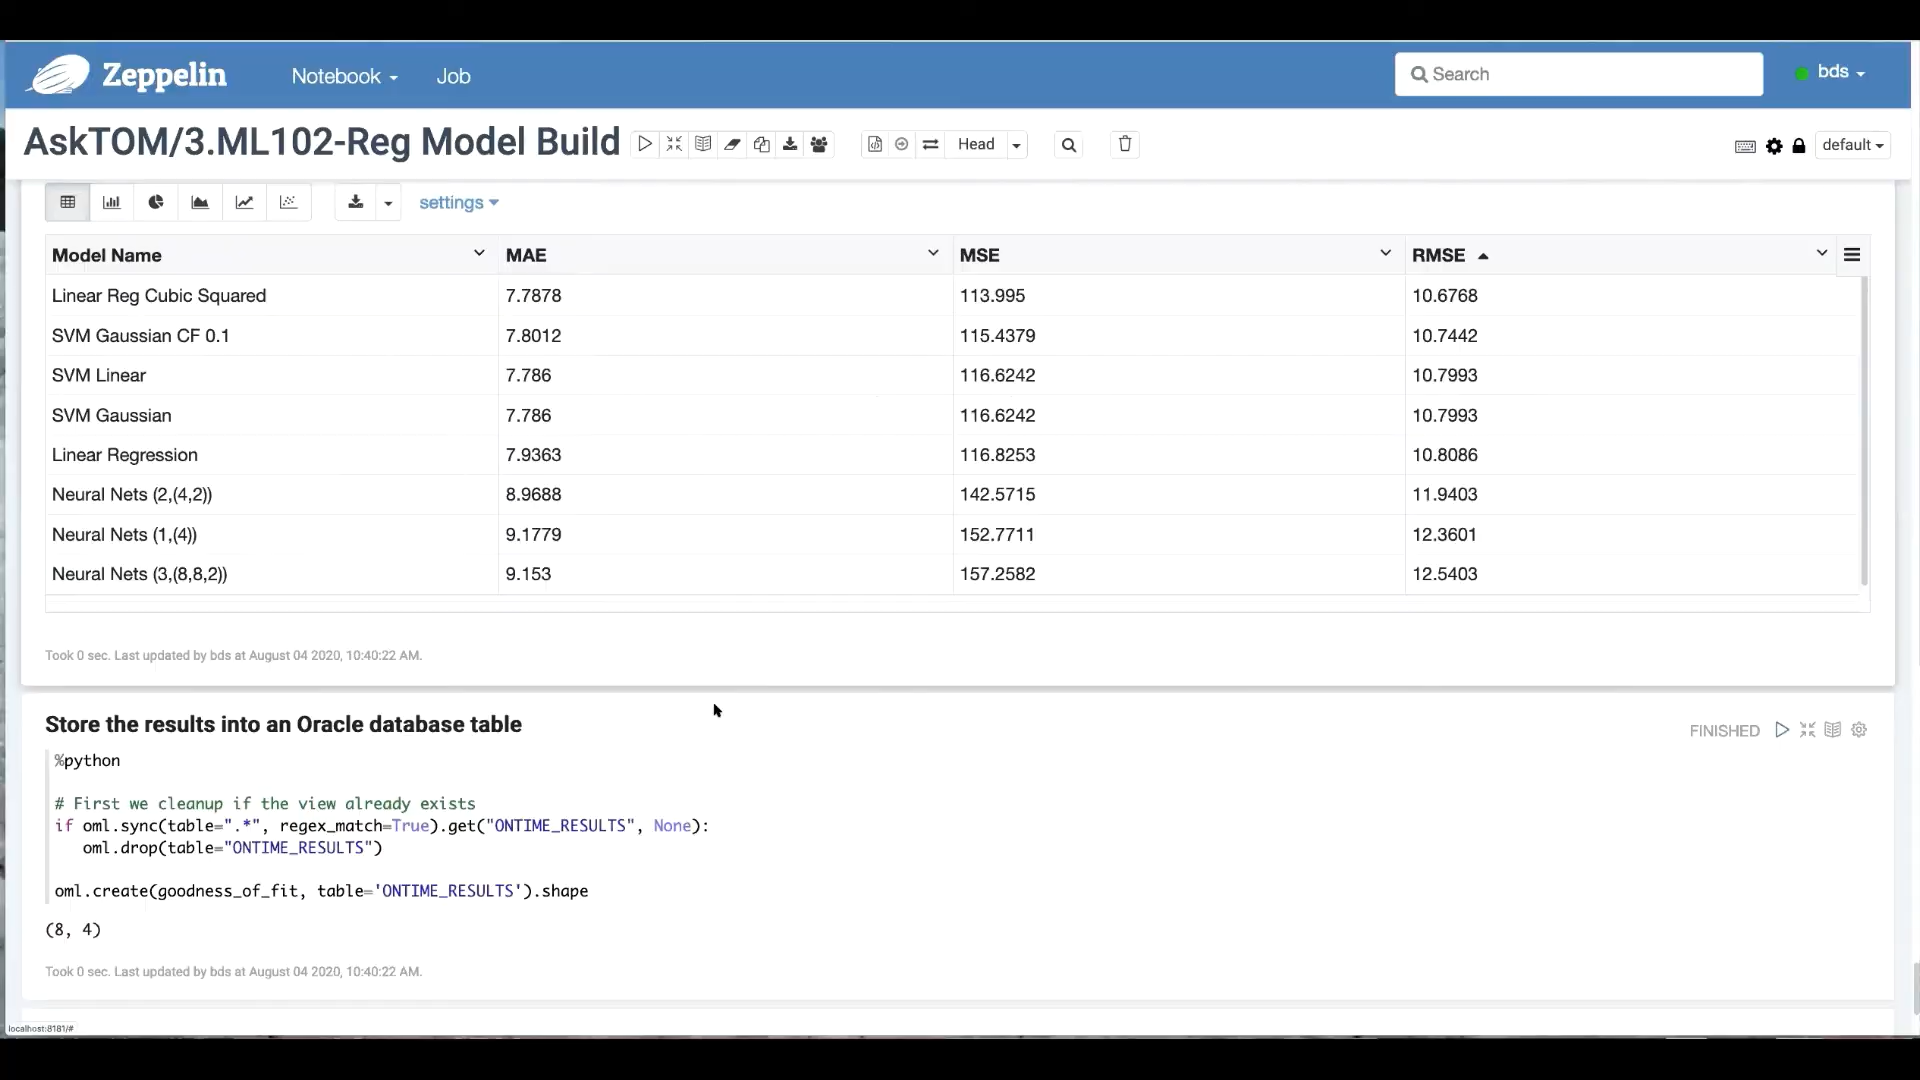 Zeppelin Notebook Job Search bds
AskTOM/3.ML102-Reg Model Build Head default
settings
Model Name MAE MSE RMSE
Linear Reg Cubic Squared 7.7878 113.995 10.6768
SVM Gaussian CF 0.1 7.8012 115.4379 10.7442
SVM Linear 7.786 116.6242 10.7993
SVM Gaussian 7.786 116.6242 10.7993
Linear Regression 7.9363 116.8253 10.8086
Neural Nets (2,(4,2)) 8.9688 142.5715 11.9403
Neural Nets (1,(4)) 9.1779 152.7711 12.3601
Neural Nets (3,(8,8,2)) 9.153 157.2582 12.5403
Took 0 sec. Last updated by bds at August 04 2020, 10:40:22 AM.
Store the results into an Oracle database table FINISHED
%python
# First we cleanup if the view already exists
if oml.sync(table=".*", regex_match=True).get("ONTIME_RESULTS", None):
oml.drop(table="ONTIME_RESULTS")
oml.create(goodness_of_fit, table='ONTIME_RESULTS').shape
(8, 4)
Took 0 sec. Last updated by bds at August 04 2020, 10:40:22 AM.
localhost:8181/#